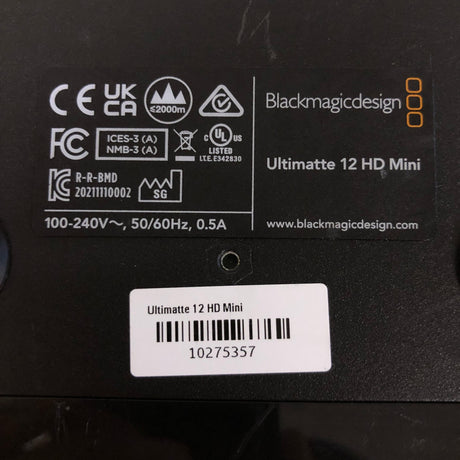 CE UK CA ≤2000m
FC ICES-3 (A)
NMB-3 (A)
c UL US
LISTED
I.T.E. E342830
R-R-BMD
20211110002
SG
100-240V~, 50/60Hz, 0.5A
Blackmagicdesign
Ultimatte 12 HD Mini
www.blackmagicdesign.com
Ultimatte 12 HD Mini
10275357